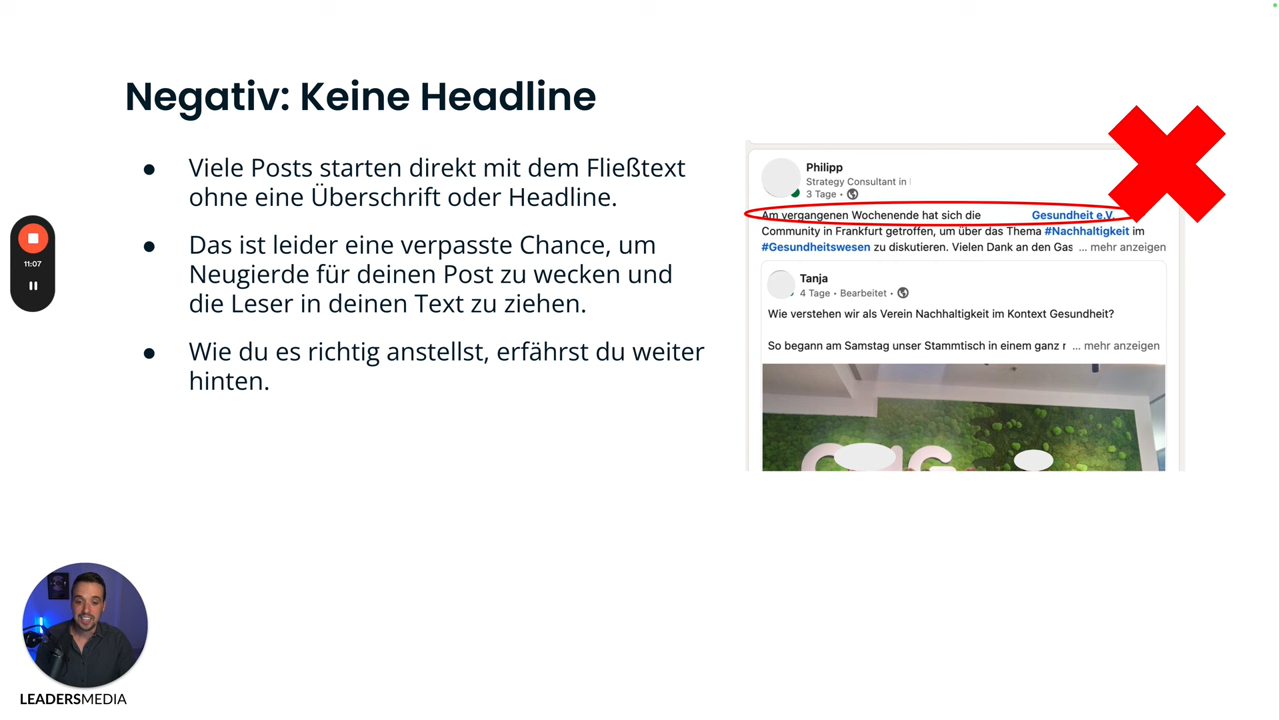 Negativ: Keine Headline
● Viele Posts starten direkt mit dem Fließtext
ohne eine Überschrift oder Headline.
● Das ist leider eine verpasste Chance, um
Neugierde für deinen Post zu wecken und
die Leser in deinen Text zu ziehen.
● Wie du es richtig anstellst, erfährst du weiter
hinten.
11:07
Philipp
Strategy Consultant in
3 Tage •
Am vergangenen Wochenende hat sich die Gesundheit e.V.
Community in Frankfurt getroffen, um über das Thema #Nachhaltigkeit im
#Gesundheitswesen zu diskutieren. Vielen Dank an den Gas ... mehr anzeigen
Tanja
4 Tage • Bearbeitet •
Wie verstehen wir als Verein Nachhaltigkeit im Kontext Gesundheit?
So begann am Samstag unser Stammtisch in einem ganz r ... mehr anzeigen
LEADERSMEDIA